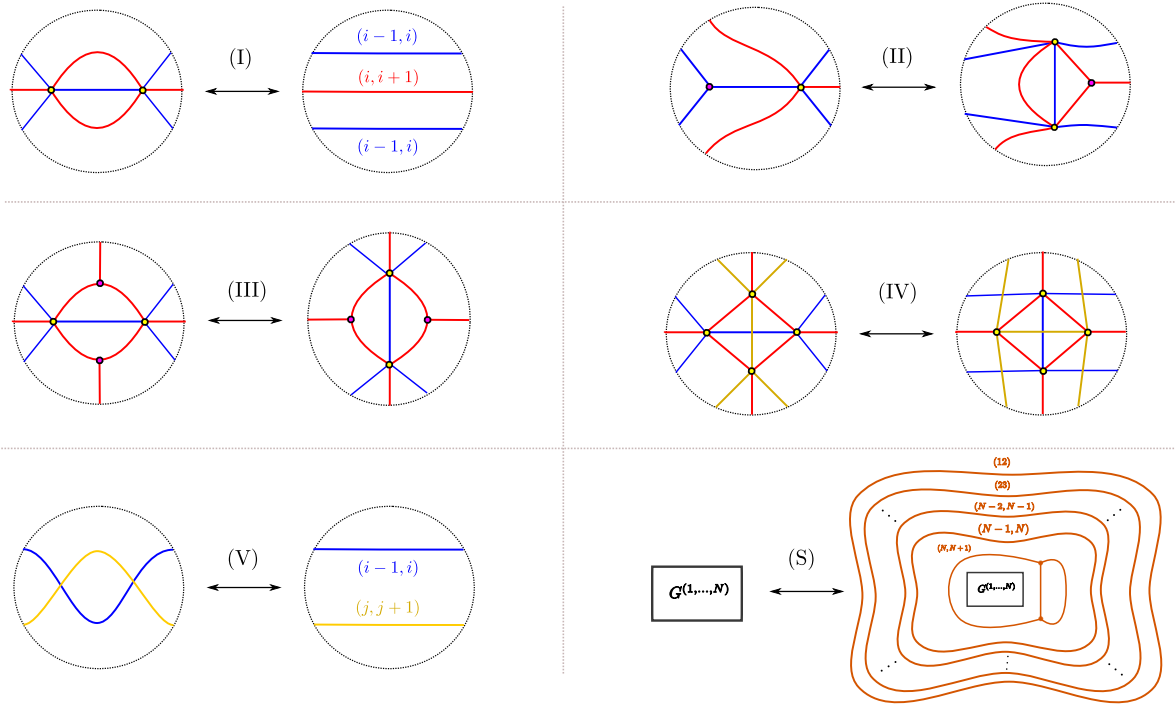 (I)
(i − 1, i)
(i, i + 1)
(i − 1, i)
(II)
(III)
(IV)
(V)
(i − 1, i)
(j, j + 1)
G^(1,...,N)
(S)
(12)
(23)
(N − 2, N − 1)
(N − 1, N)
(N, N + 1)
G^(1,...,N)